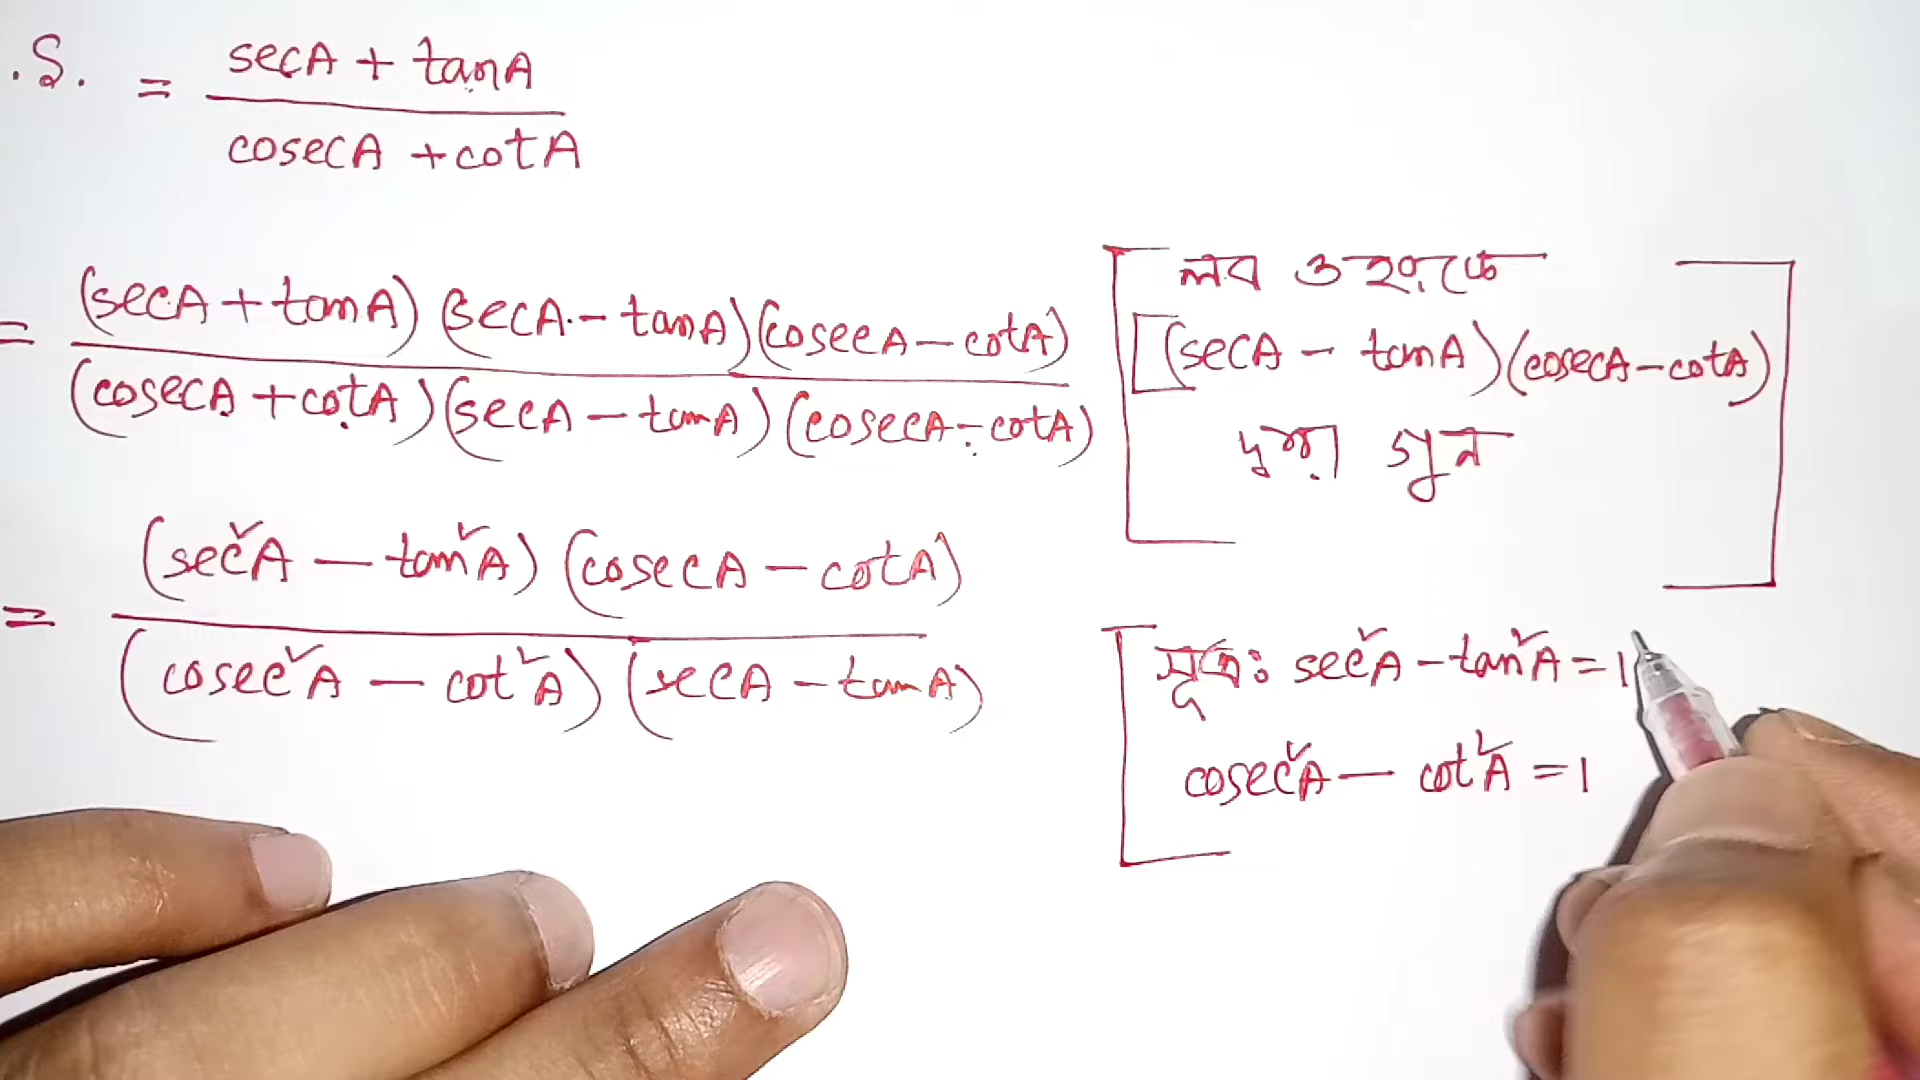 .S. = secA + tanA / cosecA + cotA
= (secA + tanA) (secA - tanA)(cosecA - cotA) / (cosecA + cotA)(secA - tanA)(cosecA - cotA)
[লব ও হরকে
[(secA - tanA)(cosecA - cotA)
দ্বারা গুন]
= (sec²A - tan²A) (cosecA - cotA) / (cosec²A - cot²A) (secA - tanA)
[সূত্র: sec²A - tan²A = 1
cosec²A - cot²A = 1